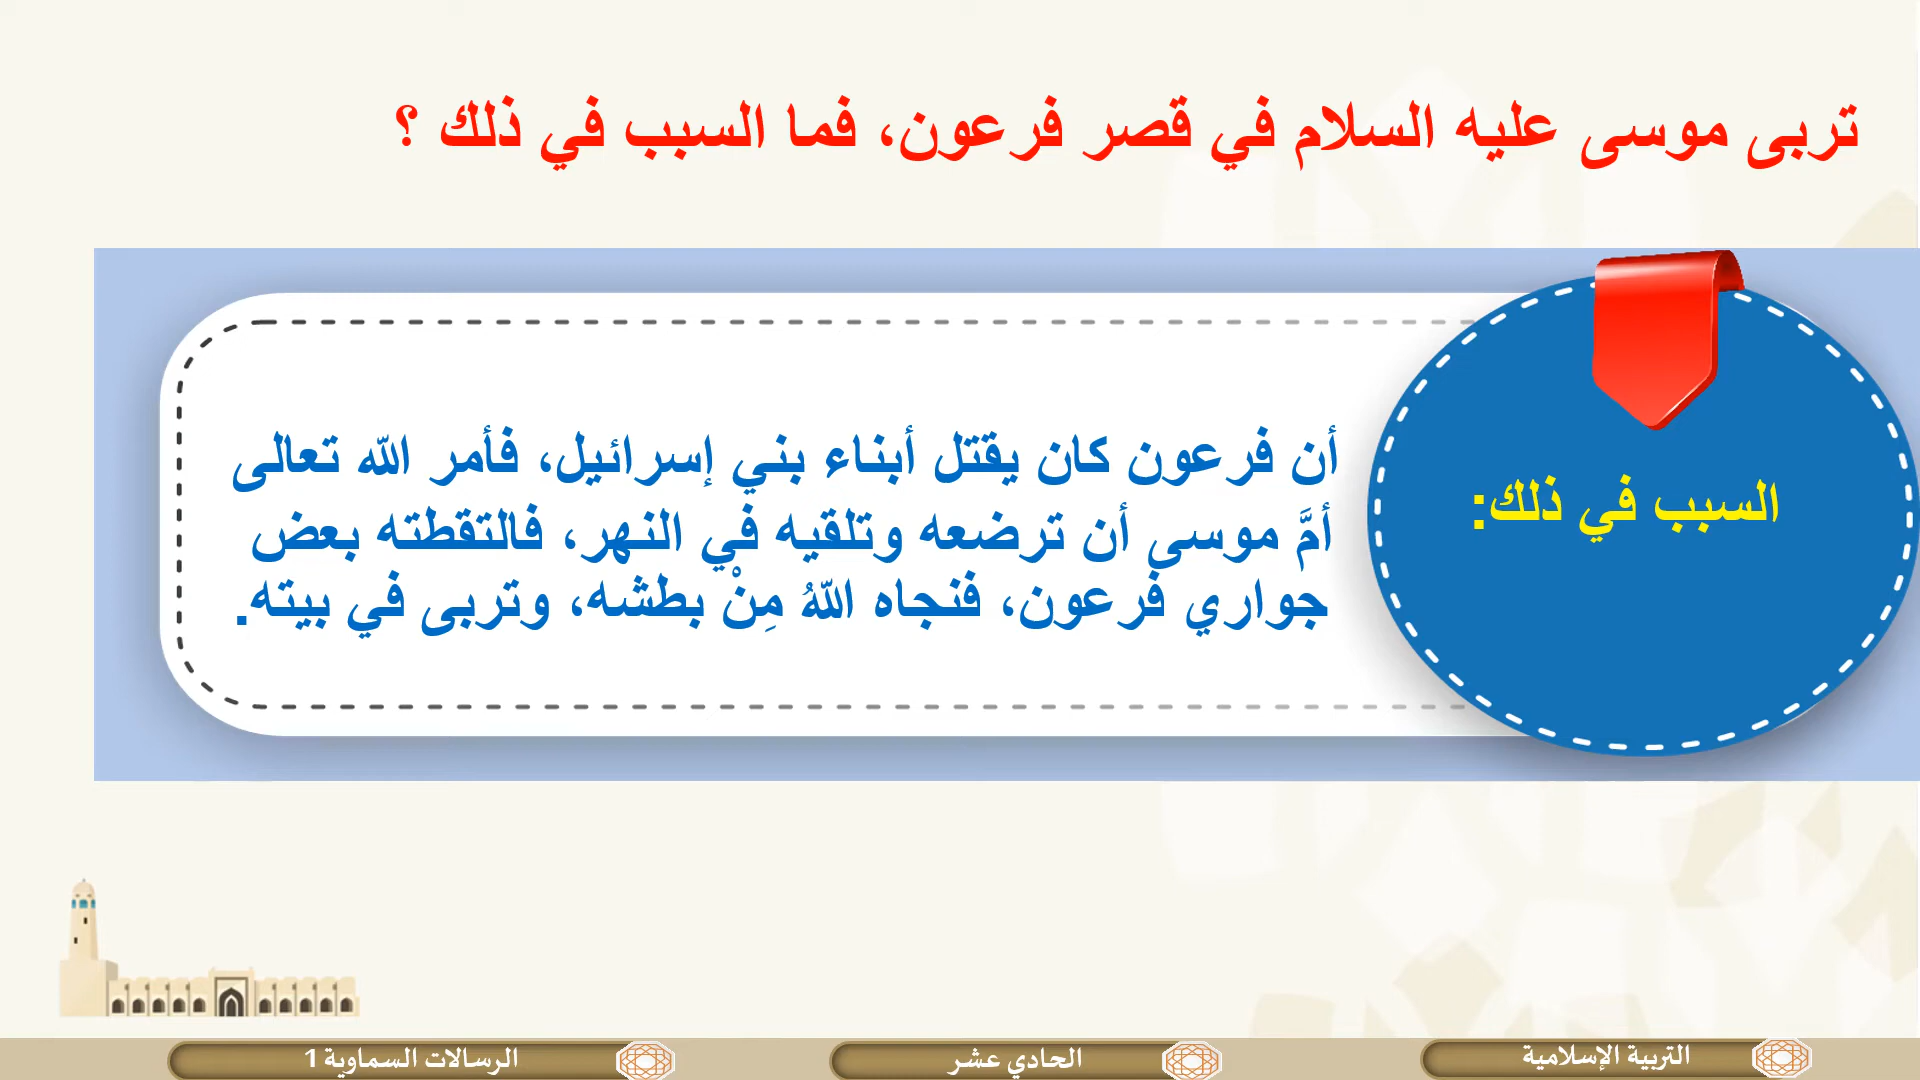 تربى موسى عليه السلام في قصر فرعون، فما السبب في ذلك ؟
السبب في ذلك:
أن فرعون كان يقتل أبناء بني إسرائيل، فأمر الله تعالى
أمَّ موسى أن ترضعه وتلقيه في النهر، فالتقطته بعض
جواري فرعون، فنجاه اللهُ مِنْ بطشه، وتربى في بيته.
التربية الإسلامية
الحادي عشر
الرسالات السماوية 1